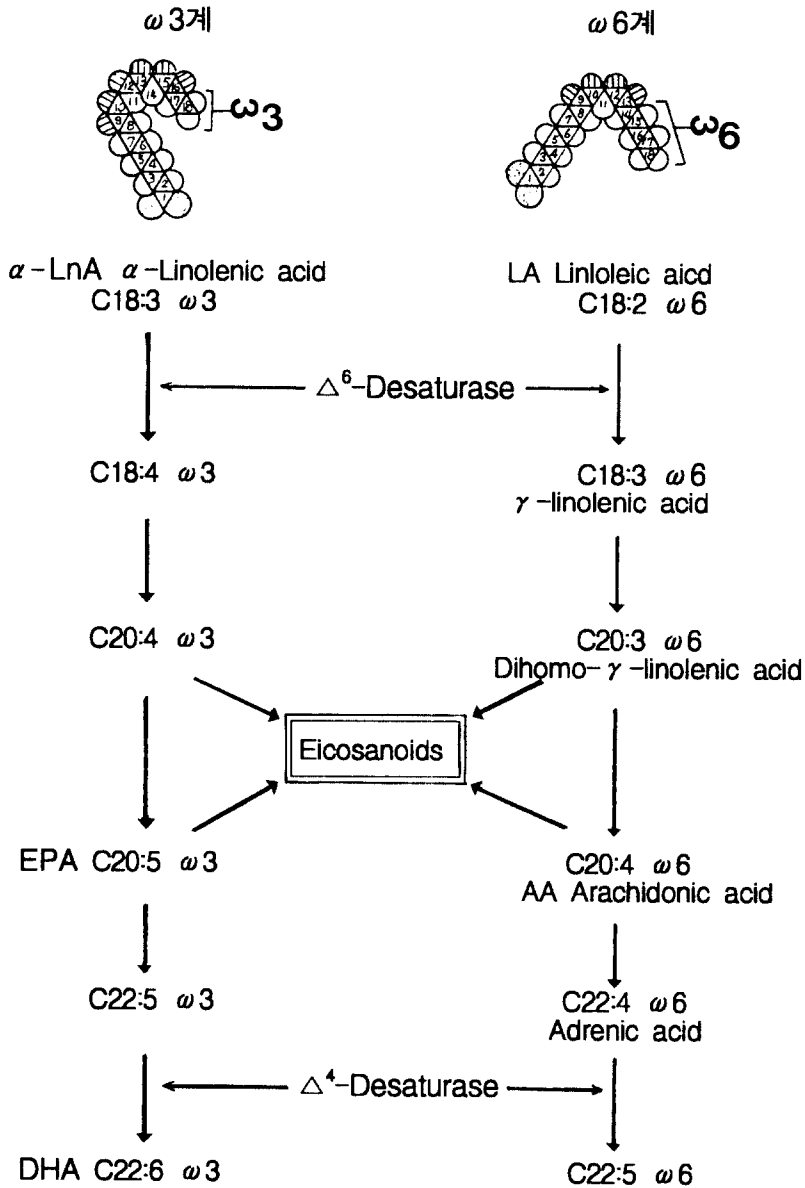 ω3계
ω6계
ω3
ω6
α-LnA α-Linolenic acid
C18:3 ω3
LA Linloleic aicd
C18:2 ω6
△⁶-Desaturase
C18:4 ω3
C18:3 ω6
γ-linolenic acid
C20:4 ω3
C20:3 ω6
Dihomo-γ-linolenic acid
Eicosanoids
EPA C20:5 ω3
C20:4 ω6
AA Arachidonic acid
C22:5 ω3
C22:4 ω6
Adrenic acid
△⁴-Desaturase
DHA C22:6 ω3
C22:5 ω6